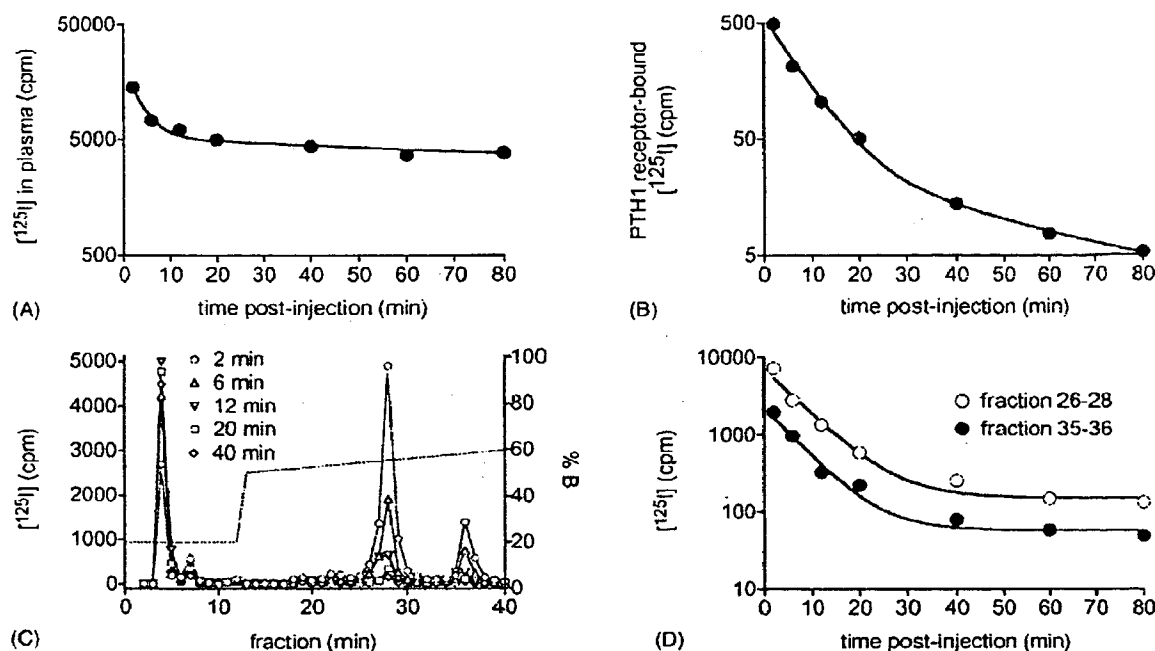 50000
5000
500
[125I] in plasma (cpm)
0 10 20 30 40 50 60 70 80
time post-injection (min)
(A)
500
50
5
PTH1 receptor-bound
[125I] (cpm)
0 10 20 30 40 50 60 70 80
time post-injection (min)
(B)
5000
4000
3000
2000
1000
0
[125I] (cpm)
2 min
6 min
12 min
20 min
40 min
100
80
60
40
20
0
% B
0 10 20 30 40
fraction (min)
(C)
10000
1000
100
10
[125I] (cpm)
fraction 26-28
fraction 35-36
0 10 20 30 40 50 60 70 80
time post-injection (min)
(D)